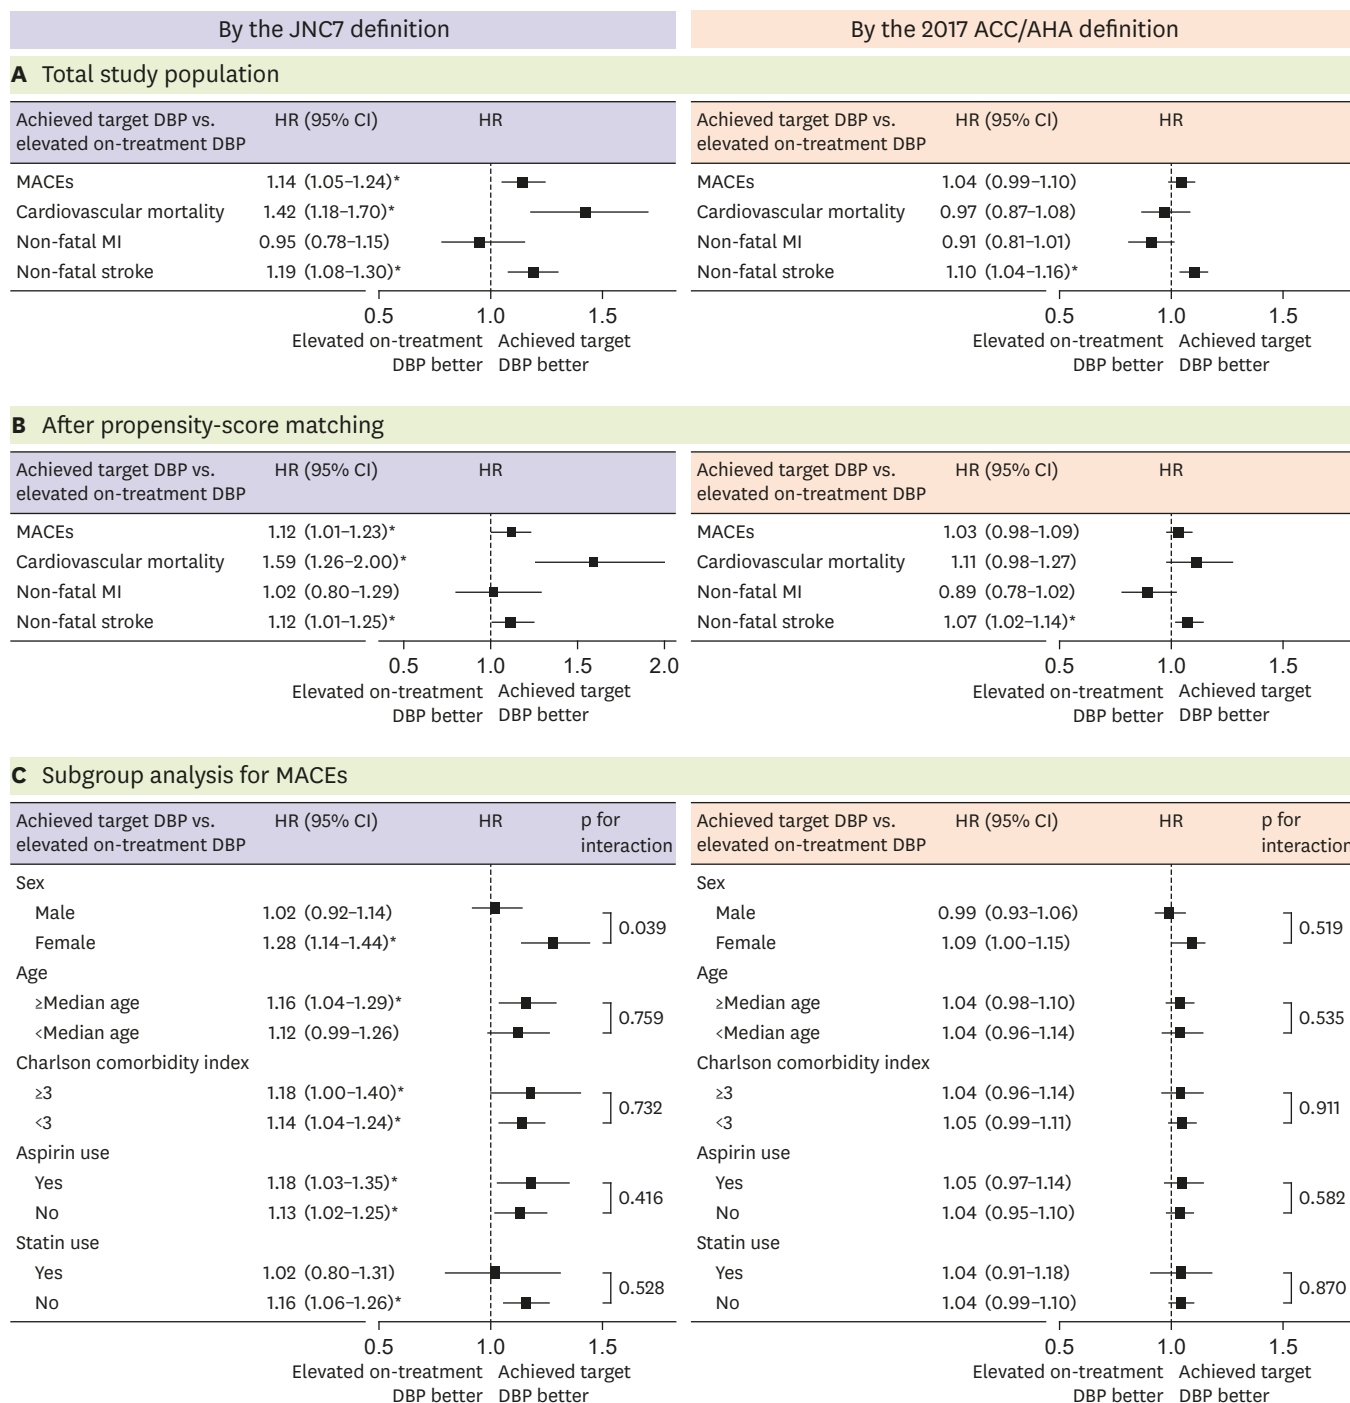 By the JNC7 definition
By the 2017 ACC/AHA definition
A Total study population
Achieved target DBP vs. HR (95% CI) HR
elevated on-treatment DBP
MACEs 1.14 (1.05–1.24)*
Cardiovascular mortality 1.42 (1.18–1.70)*
Non-fatal MI 0.95 (0.78–1.15)
Non-fatal stroke 1.19 (1.08–1.30)*
0.5 1.0 1.5
Elevated on-treatment Achieved target
DBP better DBP better
Achieved target DBP vs. HR (95% CI) HR
elevated on-treatment DBP
MACEs 1.04 (0.99–1.10)
Cardiovascular mortality 0.97 (0.87–1.08)
Non-fatal MI 0.91 (0.81–1.01)
Non-fatal stroke 1.10 (1.04–1.16)*
0.5 1.0 1.5
Elevated on-treatment Achieved target
DBP better DBP better
B After propensity-score matching
Achieved target DBP vs. HR (95% CI) HR
elevated on-treatment DBP
MACEs 1.12 (1.01–1.23)*
Cardiovascular mortality 1.59 (1.26–2.00)*
Non-fatal MI 1.02 (0.80–1.29)
Non-fatal stroke 1.12 (1.01–1.25)*
0.5 1.0 1.5 2.0
Elevated on-treatment Achieved target
DBP better DBP better
Achieved target DBP vs. HR (95% CI) HR
elevated on-treatment DBP
MACEs 1.03 (0.98–1.09)
Cardiovascular mortality 1.11 (0.98–1.27)
Non-fatal MI 0.89 (0.78–1.02)
Non-fatal stroke 1.07 (1.02–1.14)*
0.5 1.0 1.5
Elevated on-treatment Achieved target
DBP better DBP better
C Subgroup analysis for MACEs
Achieved target DBP vs. HR (95% CI) HR p for
elevated on-treatment DBP interaction
Sex
Male 1.02 (0.92–1.14)
0.039
Female 1.28 (1.14–1.44)*
Age
≥Median age 1.16 (1.04–1.29)*
0.759
<Median age 1.12 (0.99–1.26)
Charlson comorbidity index
≥3 1.18 (1.00–1.40)*
0.732
<3 1.14 (1.04–1.24)*
Aspirin use
Yes 1.18 (1.03–1.35)*
0.416
No 1.13 (1.02–1.25)*
Statin use
Yes 1.02 (0.80–1.31)
0.528
No 1.16 (1.06–1.26)*
0.5 1.0 1.5
Elevated on-treatment Achieved target
DBP better DBP better
Achieved target DBP vs. HR (95% CI) HR p for
elevated on-treatment DBP interaction
Sex
Male 0.99 (0.93–1.06)
0.519
Female 1.09 (1.00–1.15)
Age
≥Median age 1.04 (0.98–1.10)
0.535
<Median age 1.04 (0.96–1.14)
Charlson comorbidity index
≥3 1.04 (0.96–1.14)
0.911
<3 1.05 (0.99–1.11)
Aspirin use
Yes 1.05 (0.97–1.14)
0.582
No 1.04 (0.95–1.10)
Statin use
Yes 1.04 (0.91–1.18)
0.870
No 1.04 (0.99–1.10)
0.5 1.0 1.5
Elevated on-treatment Achieved target
DBP better DBP better